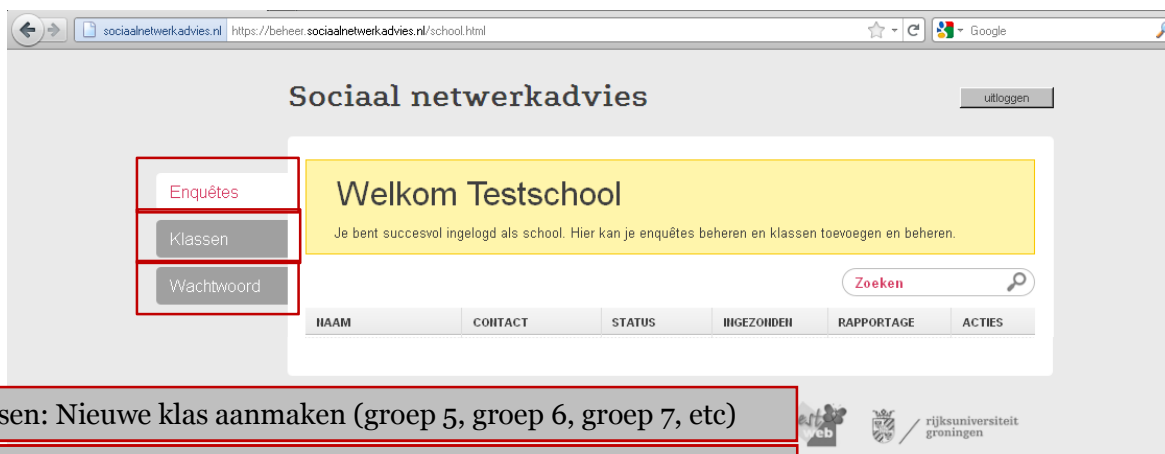 sociaalnetwerkadvies.nl https://beheer.sociaalnetwerkadvies.nl/school.html Google
Sociaal netwerkadvies
uitloggen
Enquêtes
Klassen
Wachtwoord
Welkom Testschool
Je bent succesvol ingelogd als school. Hier kan je enquêtes beheren en klassen toevoegen en beheren.
Zoeken
NAAM CONTACT STATUS INGEZONDEN RAPPORTAGE ACTIES
sen: Nieuwe klas aanmaken (groep 5, groep 6, groep 7, etc)
web
rijksuniversiteit
groningen